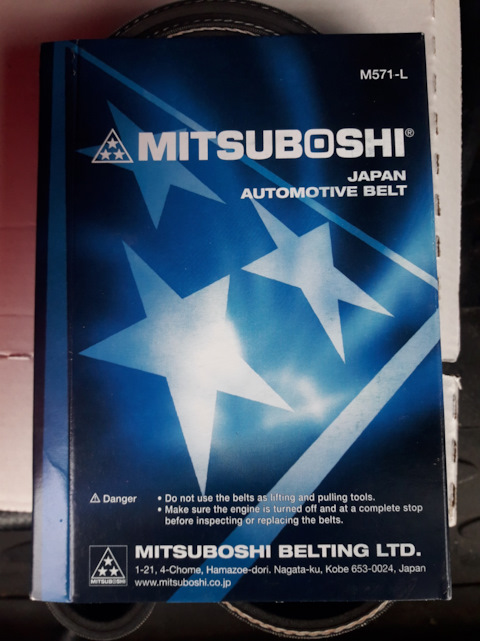 M571-L
MITSUBOSHI®
JAPAN
AUTOMOTIVE BELT
⚠ Danger
• Do not use the belts as lifting and pulling tools.
• Make sure the engine is turned off and at a complete stop
before inspecting or replacing the belts.
MITSUBOSHI
MITSUBOSHI BELTING LTD.
1-21, 4-Chome, Hamazoe-dori. Nagata-ku, Kobe 653-0024, Japan
www.mitsuboshi.co.jp